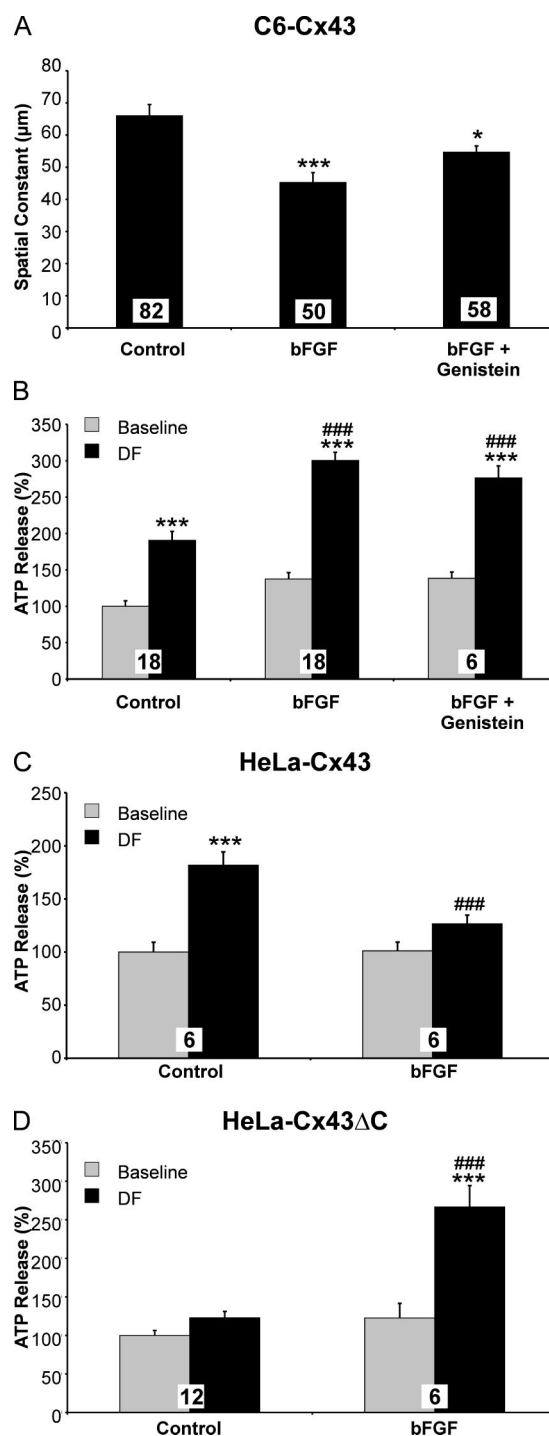 A
C6-Cx43
Spatial Constant (µm)
80
70
60
50
40
30
20
10
0
***
*
82
50
58
Control
bFGF
bFGF +
Genistein
B
Baseline
DF
ATP Release (%)
350
300
250
200
150
100
50
0
***
###
***
###
***
18
18
6
Control
bFGF
bFGF +
Genistein
C
HeLa-Cx43
Baseline
DF
ATP Release (%)
250
200
150
100
50
0
***
###
6
6
Control
bFGF
D
HeLa-Cx43ΔC
Baseline
DF
ATP Release (%)
350
300
250
200
150
100
50
0
###
***
12
6
Control
bFGF